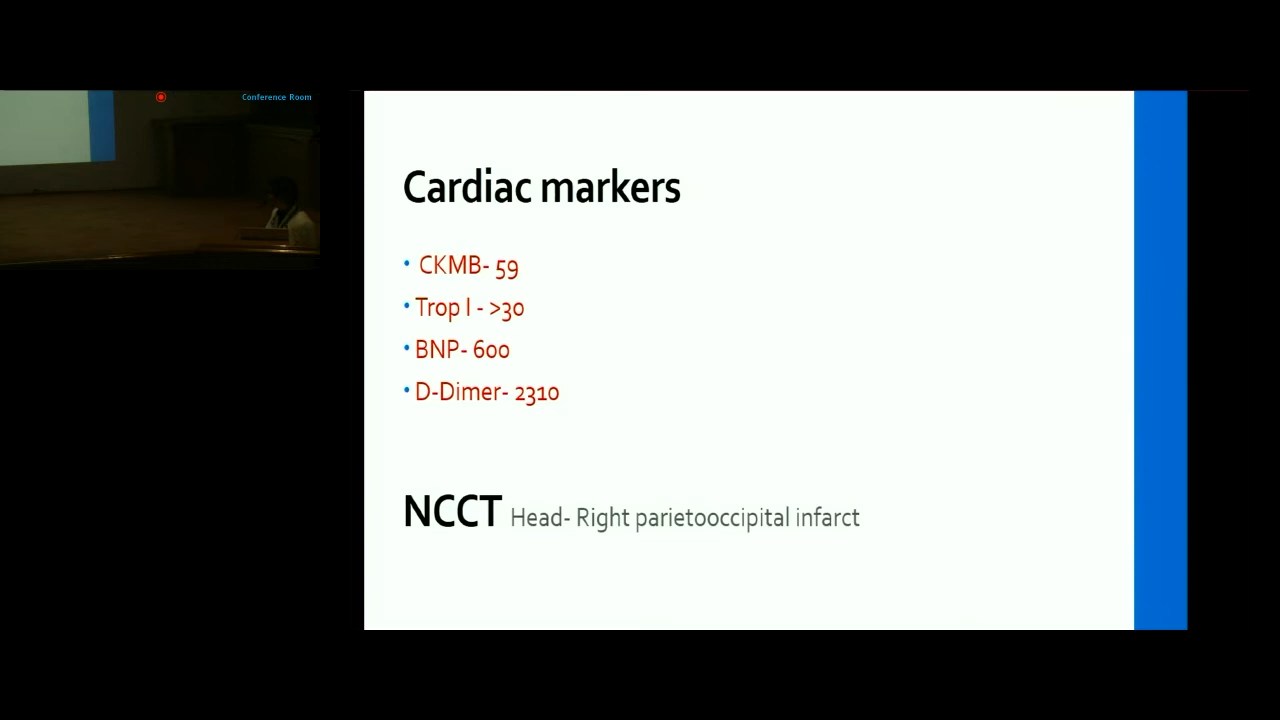 Conference Room
Cardiac markers
• CKMB- 59
• Trop I - >30
• BNP- 600
• D-Dimer- 2310
NCCT Head- Right parietooccipital infarct